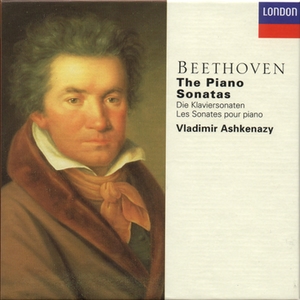 LONDON
BEETHOVEN
The Piano
Sonatas
Die Klaviersonaten
Les Sonates pour piano
Vladimir Ashkenazy